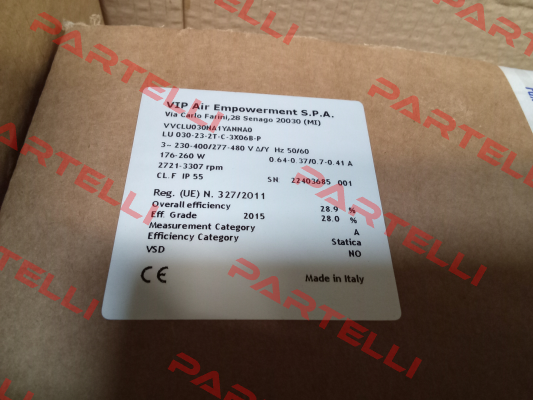 VIP Air Empowerment S.P.A.
Via Carlo Farini,28 Senago 20030 (MI)
VVCLU030NA1YANNA0
LU 030-23-2T-C-3X06B-P
3~ 230-400/277-480 V Δ/Y Hz 50/60
176-260 W 0.64-0.37/0.7-0.41 A
2721-3307 rpm
CL.F IP 55 SN 22403685 001
Reg. (UE) N. 327/2011
Overall efficiency 28.9 %
Eff. Grade 2015 28.0 %
Measurement Category A
Efficiency Category Statica
VSD NO
CE Made in Italy
PARTELLI
PARTELLI
PARTELLI
PARTELLI
PARTELLI